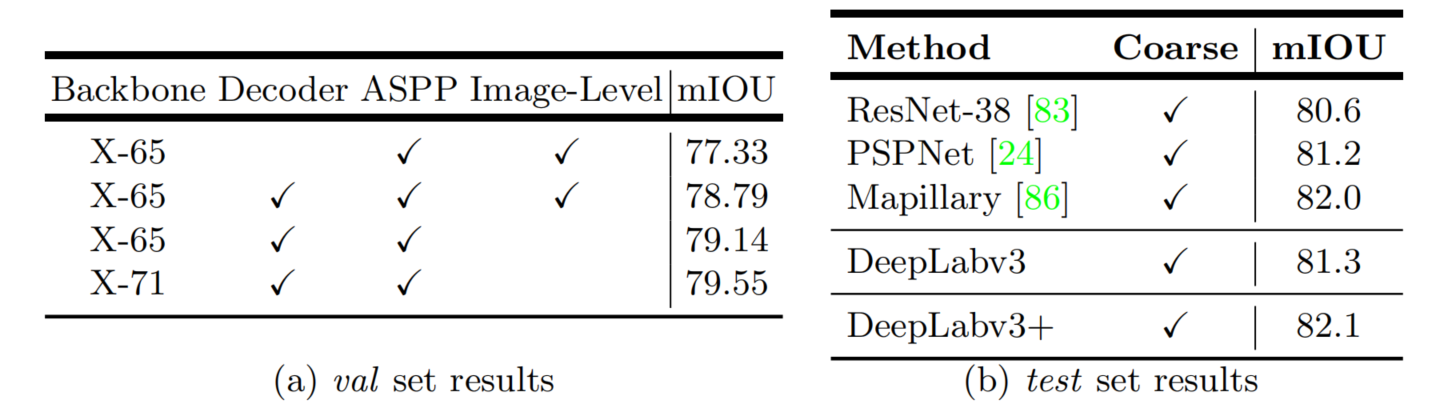 Backbone Decoder ASPP Image-Level mIOU
X-65 ✓ ✓ 77.33
X-65 ✓ ✓ ✓ 78.79
X-65 ✓ ✓ 79.14
X-71 ✓ ✓ 79.55
(a) val set results
Method Coarse mIOU
ResNet-38 [83] ✓ 80.6
PSPNet [24] ✓ 81.2
Mapillary [86] ✓ 82.0
DeepLabv3 ✓ 81.3
DeepLabv3+ ✓ 82.1
(b) test set results